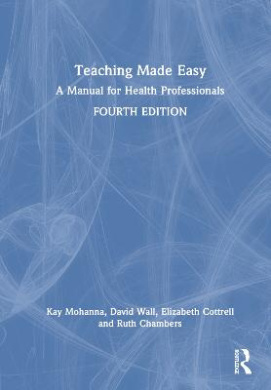 Teaching Made Easy
A Manual for Health Professionals
FOURTH EDITION
Kay Mohanna, David Wall, Elizabeth Cottrell
and Ruth Chambers
Routledge